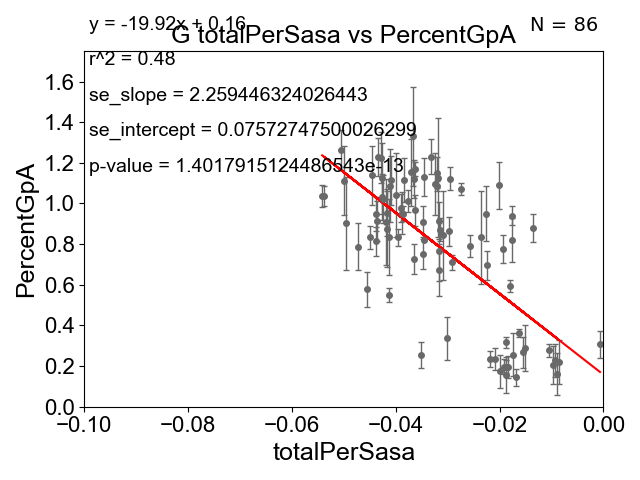 y = -19.92x + 0.16
N = 86
G totalPerSasa vs PercentGpA
r^2 = 0.48
se_slope = 2.259446324026443
se_intercept = 0.07572747500026299
p-value = 1.4017915124486543e-13
PercentGpA
1.6
1.4
1.2
1.0
0.8
0.6
0.4
0.2
0.0
−0.10 −0.08 −0.06 −0.04 −0.02 0.00
totalPerSasa